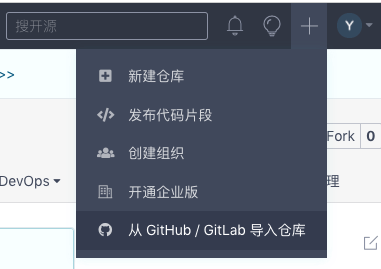 搜开源
Y
>>
新建仓库
发布代码片段
Fork 0
创建组织
DevOps
开通企业版
理
从 GitHub / GitLab 导入仓库